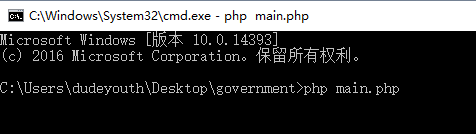 C:\Windows\System32\cmd.exe - php  main.php
Microsoft Windows [版本 10.0.14393]
(c) 2016 Microsoft Corporation。保留所有权利。
C:\Users\dudeyouth\Desktop\government>php main.php